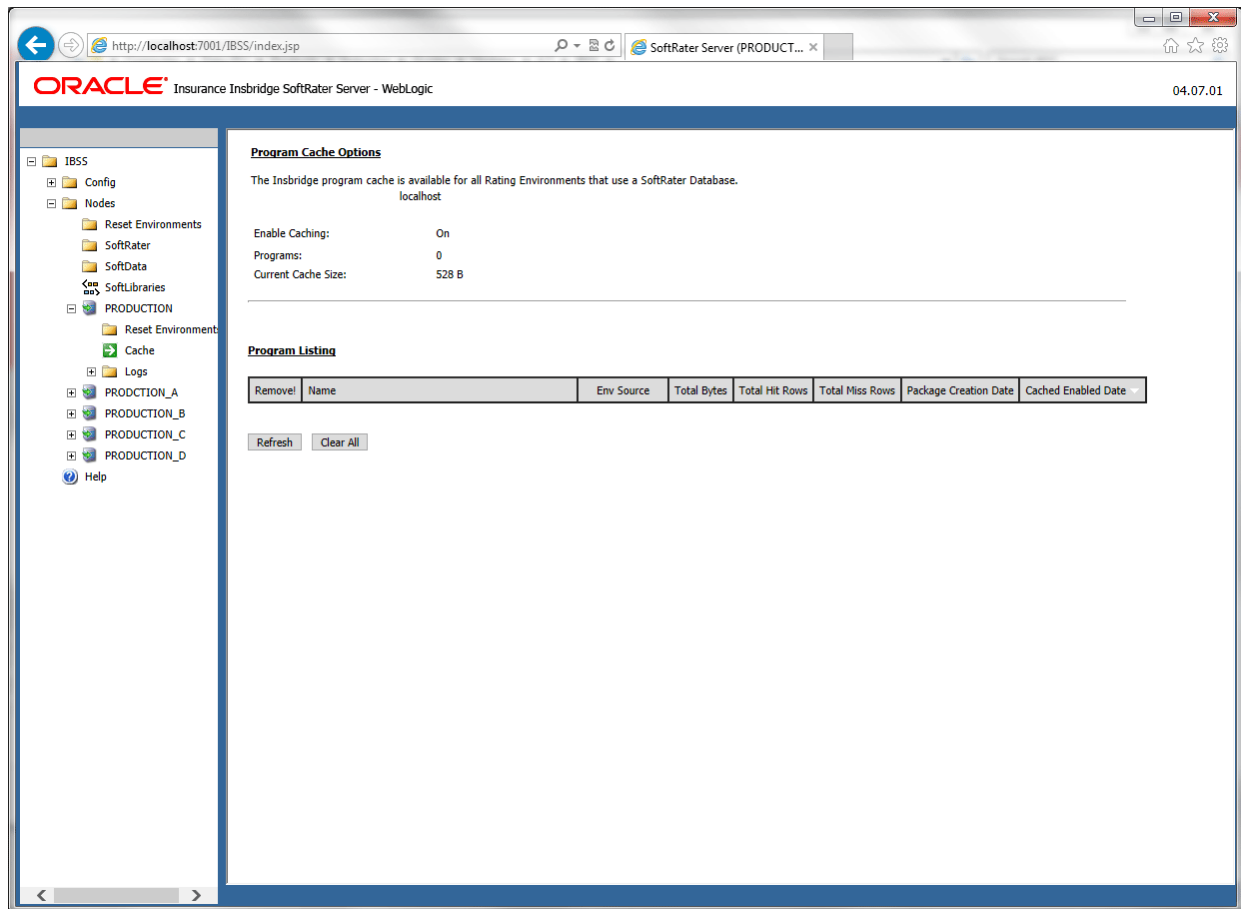 http://localhost:7001/IBSS/index.jsp
SoftRater Server (PRODUCT...
ORACLE Insurance Insbridge SoftRater Server - WebLogic
04.07.01
IBSS
Config
Nodes
Reset Environments
SoftRater
SoftData
SoftLibraries
PRODUCTION
Reset Environment
Cache
Logs
PRODCTION_A
PRODUCTION_B
PRODUCTION_C
PRODUCTION_D
Help
Program Cache Options
The Insbridge program cache is available for all Rating Environments that use a SoftRater Database.
localhost
Enable Caching: On
Programs: 0
Current Cache Size: 528 B
Program Listing
Remove! Name Env Source Total Bytes Total Hit Rows Total Miss Rows Package Creation Date Cached Enabled Date
Refresh Clear All